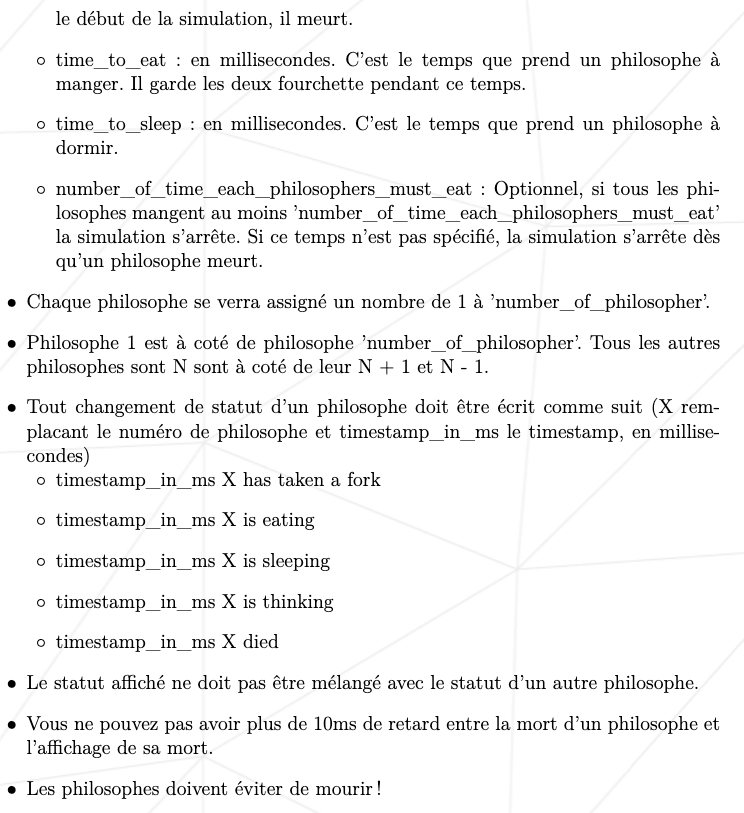 le début de la simulation, il meurt.
◦ time_to_eat : en millisecondes. C'est le temps que prend un philosophe à
manger. Il garde les deux fourchette pendant ce temps.
◦ time_to_sleep : en millisecondes. C'est le temps que prend un philosophe à
dormir.
◦ number_of_time_each_philosophers_must_eat : Optionnel, si tous les phi-
losophes mangent au moins 'number_of_time_each_philosophers_must_eat'
la simulation s'arrête. Si ce temps n'est pas spécifié, la simulation s'arrête dès
qu'un philosophe meurt.
• Chaque philosophe se verra assigné un nombre de 1 à 'number_of_philosopher'.
• Philosophe 1 est à coté de philosophe 'number_of_philosopher'. Tous les autres
philosophes sont N sont à coté de leur N + 1 et N - 1.
• Tout changement de statut d'un philosophe doit être écrit comme suit (X rem-
placant le numéro de philosophe et timestamp_in_ms le timestamp, en millise-
condes)
◦ timestamp_in_ms X has taken a fork
◦ timestamp_in_ms X is eating
◦ timestamp_in_ms X is sleeping
◦ timestamp_in_ms X is thinking
◦ timestamp_in_ms X died
• Le statut affiché ne doit pas être mélangé avec le statut d'un autre philosophe.
• Vous ne pouvez pas avoir plus de 10ms de retard entre la mort d'un philosophe et
l'affichage de sa mort.
• Les philosophes doivent éviter de mourir !